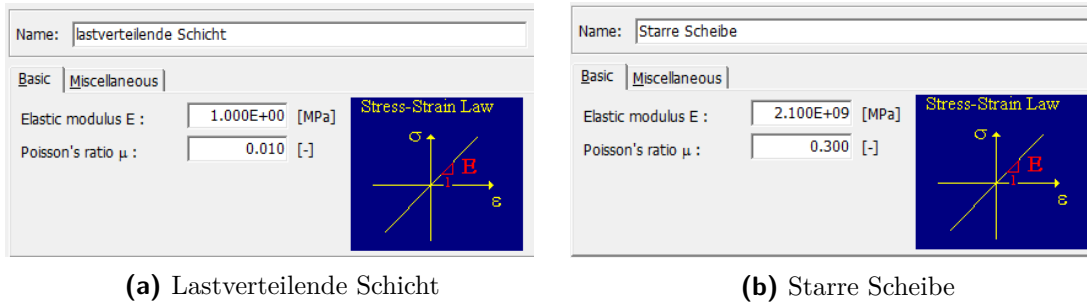 Name: lastverteilende Schicht
Basic Miscellaneous
Elastic modulus E : 1.000E+00 [MPa]
Poisson's ratio μ : 0.010 [-]
Stress-Strain Law
σ
E
1
ε
(a) Lastverteilende Schicht
Name: Starre Scheibe
Basic Miscellaneous
Elastic modulus E : 2.100E+09 [MPa]
Poisson's ratio μ : 0.300 [-]
Stress-Strain Law
σ
E
1
ε
(b) Starre Scheibe